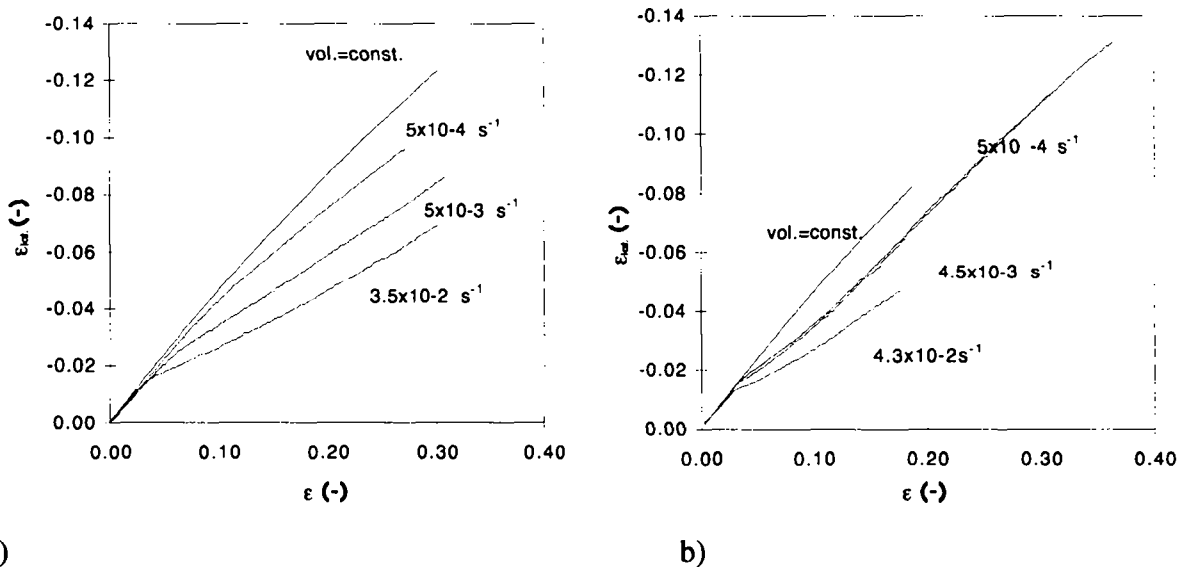 -0.14
-0.12
-0.10
-0.08
-0.06
-0.04
-0.02
0.00
0.00 0.10 0.20 0.30 0.40
εlat. (-)
ε (-)
vol.=const.
5x10-4 s-1
5x10-3 s-1
3.5x10-2 s-1
)
-0.14
-0.12
-0.10
-0.08
-0.06
-0.04
-0.02
0.00
0.00 0.10 0.20 0.30 0.40
εlat. (-)
ε (-)
5x10 -4 s-1
vol.=const.
4.5x10-3 s-1
4.3x10-2s-1
b)